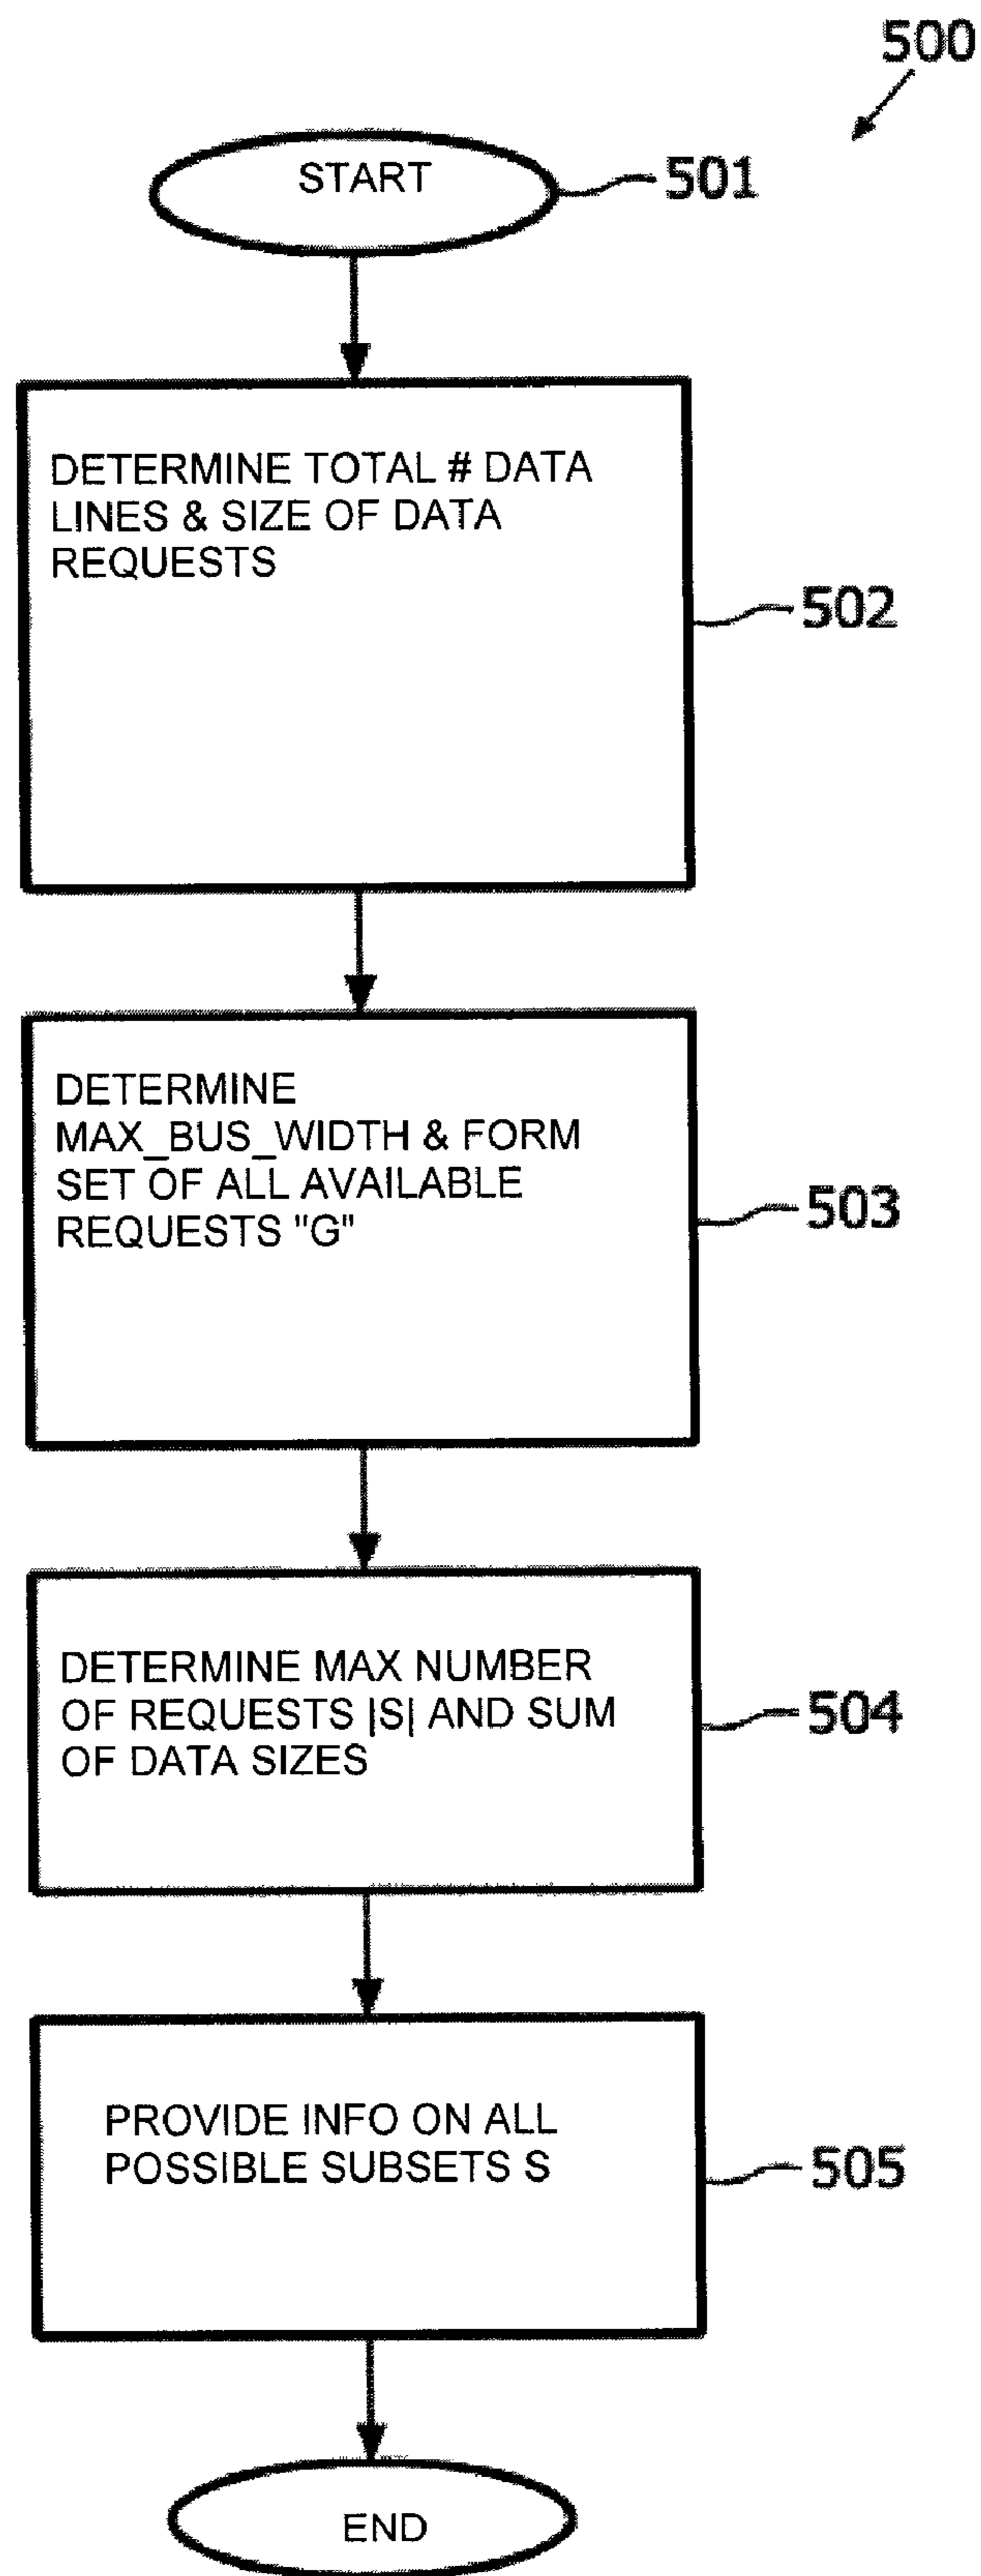 500
START
501
DETERMINE TOTAL # DATA
LINES & SIZE OF DATA
REQUESTS
502
DETERMINE
MAX_BUS_WIDTH & FORM
SET OF ALL AVAILABLE
REQUESTS "G"
503
DETERMINE MAX NUMBER
OF REQUESTS |S| AND SUM
OF DATA SIZES
504
PROVIDE INFO ON ALL
POSSIBLE SUBSETS S
505
END